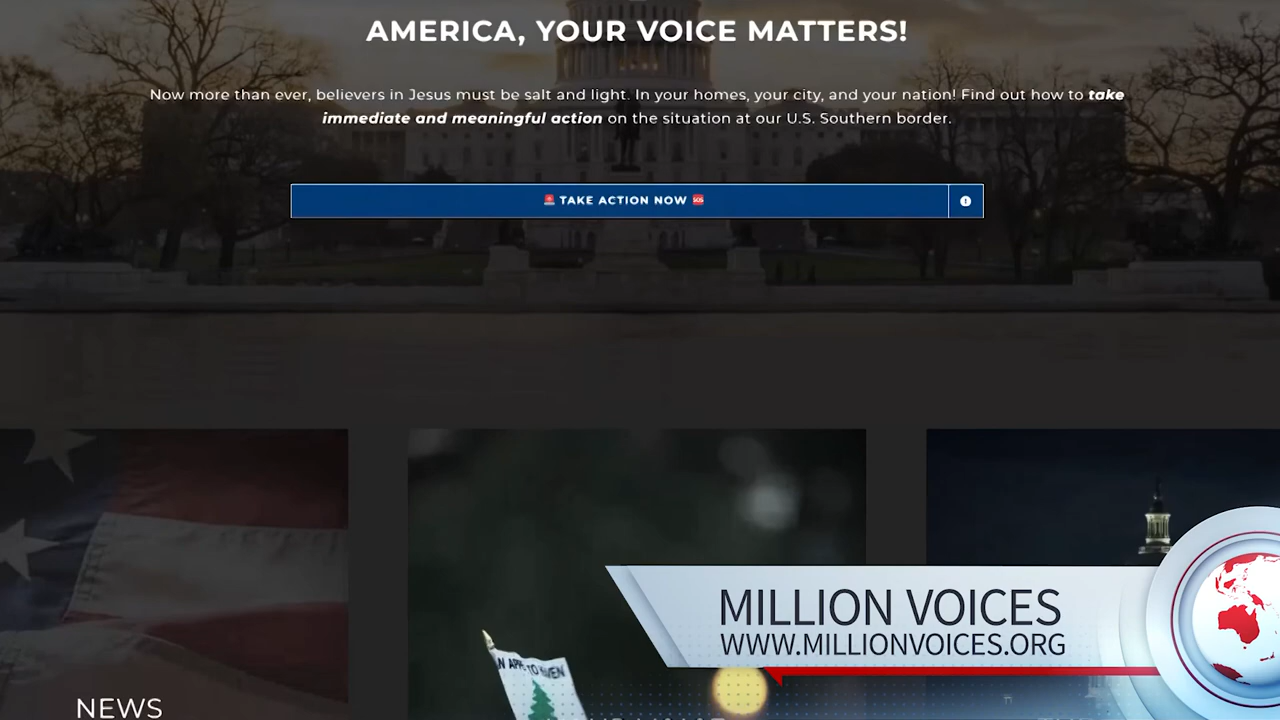 AMERICA, YOUR VOICE MATTERS!
Now more than ever, believers in Jesus must be salt and light. In your homes, your city, and your nation! Find out how to take
immediate and meaningful action on the situation at our U.S. Southern border.
TAKE ACTION NOW SOS
MILLION VOICES
WWW.MILLIONVOICES.ORG
TO
NEWS